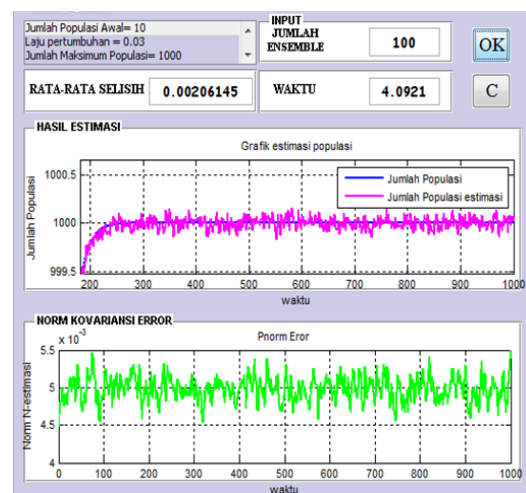 Jumlah Populasi Awal= 10
Laju pertumbuhan = 0.03
Jumlah Maksimum Populasi= 1000
INPUT
JUMLAH
ENSEMBLE
100
OK
RATA-RATA SELISIH
0.00206145
WAKTU
4.0921
C
HASIL ESTIMASI
Grafik estimasi populasi
Jumlah Populasi
Jumlah Populasi estimasi
1000.5
1000
999.5
Jumlah Populasi
200 300 400 500 600 700 800 900 1000
waktu
NORM KOVARIANSI ERROR
x 10^-3
Pnorm Eror
5.5
5
4.5
4
Norm N-estimasi
0 100 200 300 400 500 600 700 800 900 1000
waktu